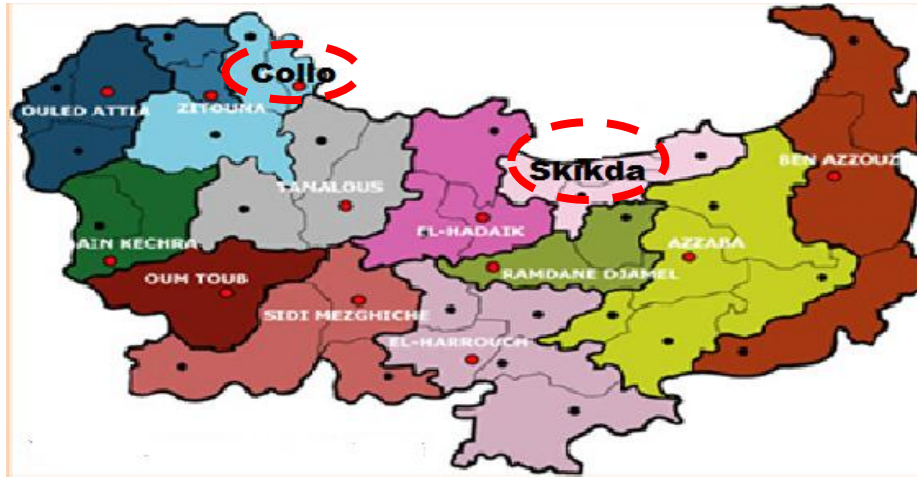 Collo
OULED ATTIA
ZITOUNA
Skikda
BEN AZZOUZ
TAMALOUS
EL-HADAIK
AIN KECHRA
AZZABA
OUM TOUB
RAMDANE DJAMEL
SIDI MEZGHICHE
EL-HARROUCH